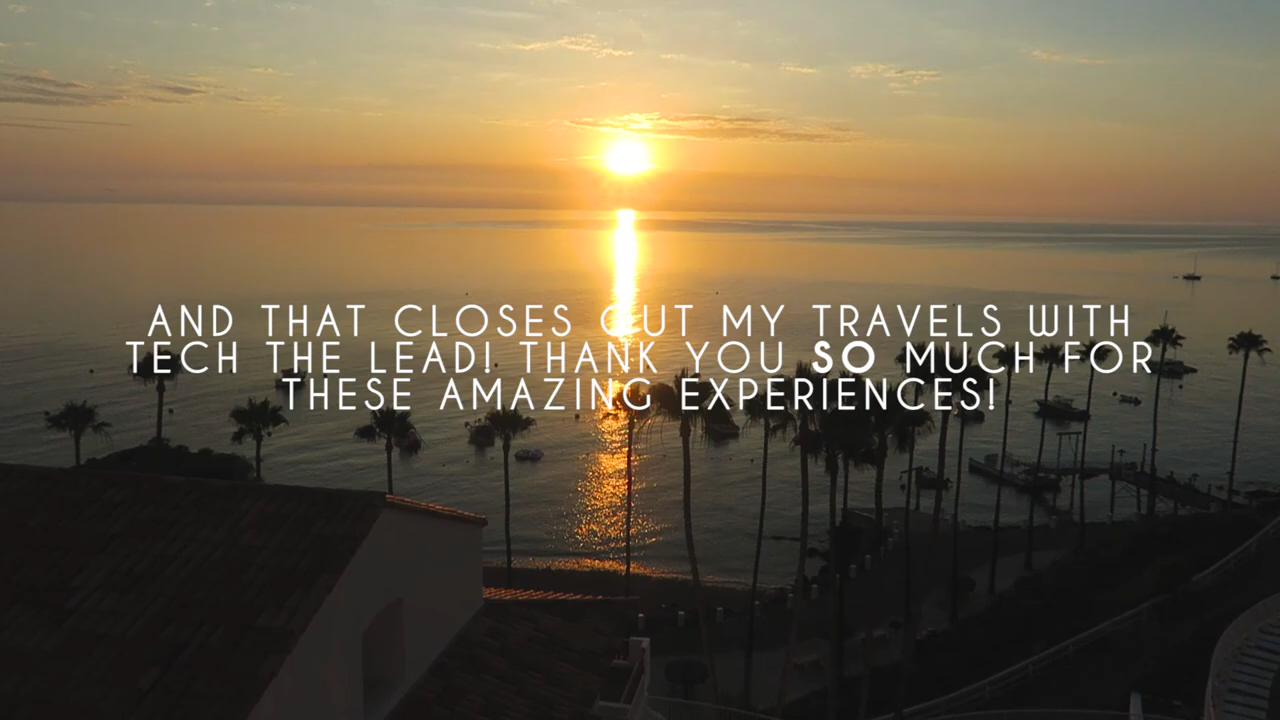 AND THAT CLOSES OUT MY TRAVELS WITH
TECH THE LEAD! THANK YOU SO MUCH FOR
THESE AMAZING EXPERIENCES!